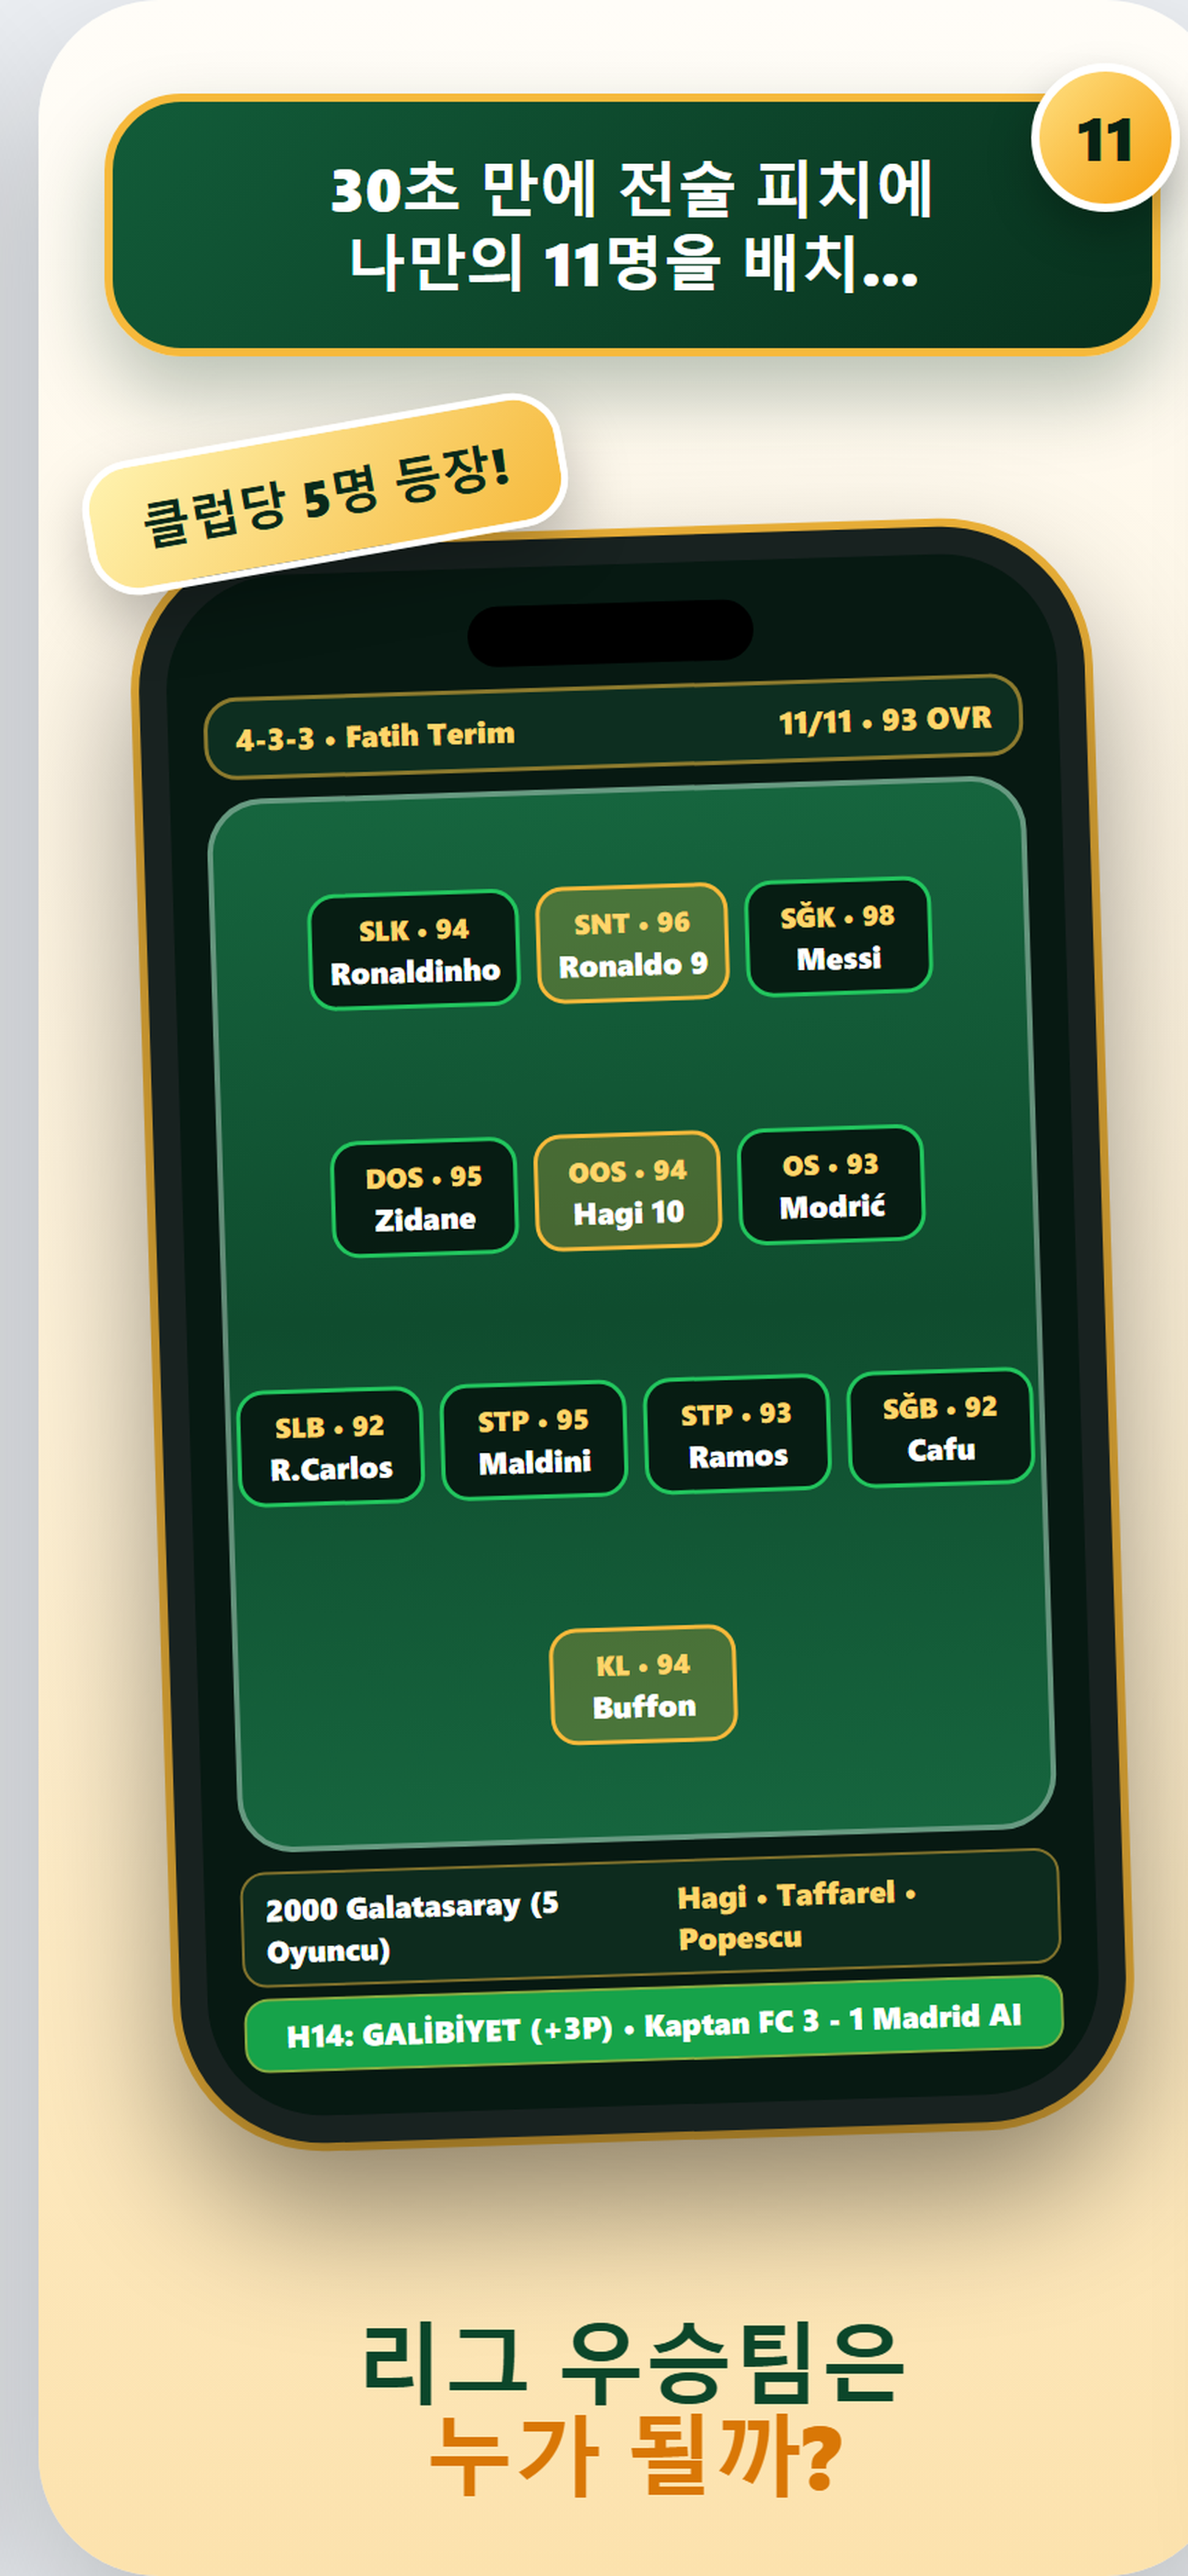 11
30초 만에 전술 피치에
나만의 11명을 배치...
클럽당 5명 등장!
4-3-3 • Fatih Terim
11/11 • 93 OVR
SLK • 94
Ronaldinho
SNT • 96
Ronaldo 9
SĞK • 98
Messi
DOS • 95
Zidane
OOS • 94
Hagi 10
OS • 93
Modrić
SLB • 92
R.Carlos
STP • 95
Maldini
STP • 93
Ramos
SĞB • 92
Cafu
KL • 94
Buffon
2000 Galatasaray (5
Oyuncu)
Hagi • Taffarel •
Popescu
H14: GALİBİYET (+3P) • Kaptan FC 3 - 1 Madrid AI
리그 우승팀은
누가 될까?